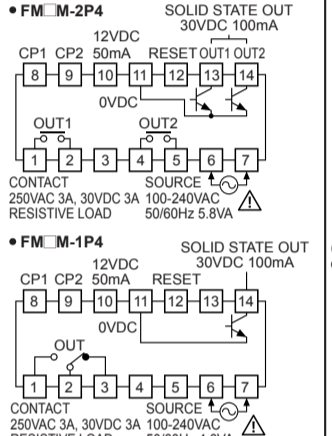 • FM□M-2P4
SOLID STATE OUT
30VDC 100mA
12VDC
CP1 CP2 50mA RESET OUT1 OUT2
8 9 10 11 12 13 14
0VDC
OUT1 OUT2
1 2 3 4 5 6 7
CONTACT SOURCE
250VAC 3A, 30VDC 3A 100-240VAC
RESISTIVE LOAD 50/60Hz 5.8VA
• FM□M-1P4
SOLID STATE OUT
30VDC 100mA
12VDC
CP1 CP2 50mA RESET
8 9 10 11 12 13 14
0VDC
OUT
1 2 3 4 5 6 7
CONTACT SOURCE
250VAC 3A, 30VDC 3A 100-240VAC
RESISTIVE LOAD 50/60Hz